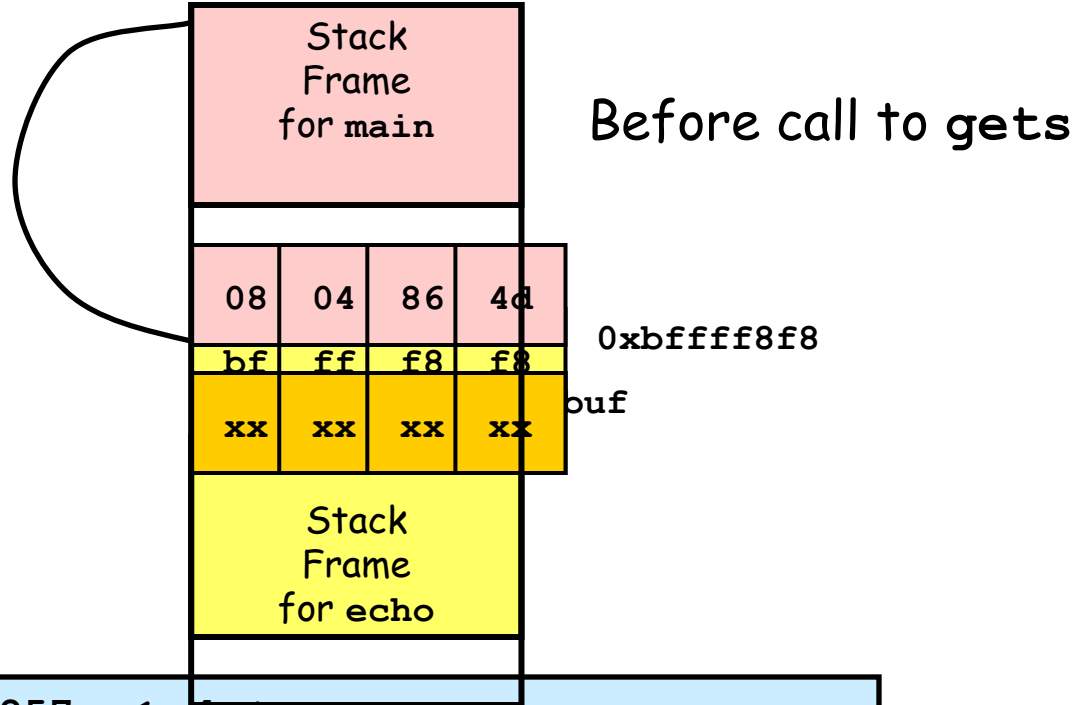 Stack
Frame
for main
Before call to gets
08 04 86 4d
0xbffff8f8
bf ff f8 f8
buf
xx xx xx xx
Stack
Frame
for echo